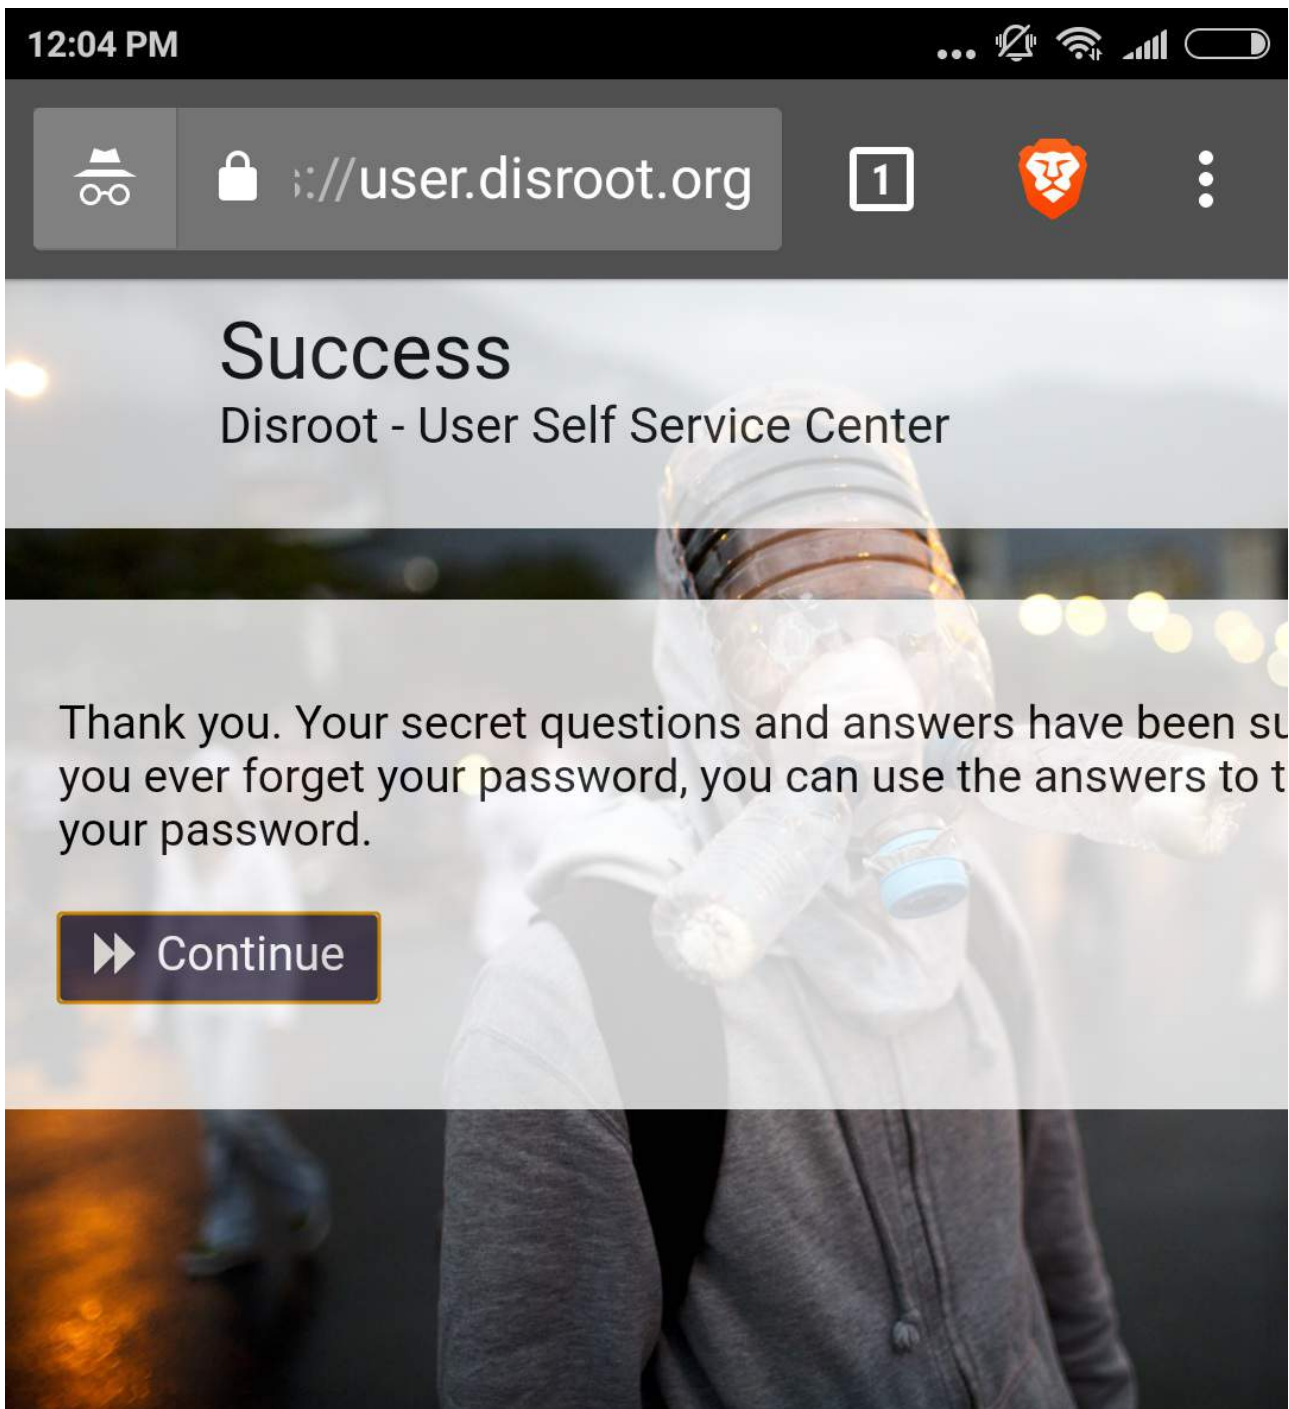 12:04 PM
://user.disroot.org
1
Success
Disroot - User Self Service Center
Thank you. Your secret questions and answers have been su
you ever forget your password, you can use the answers to t
your password.
Continue